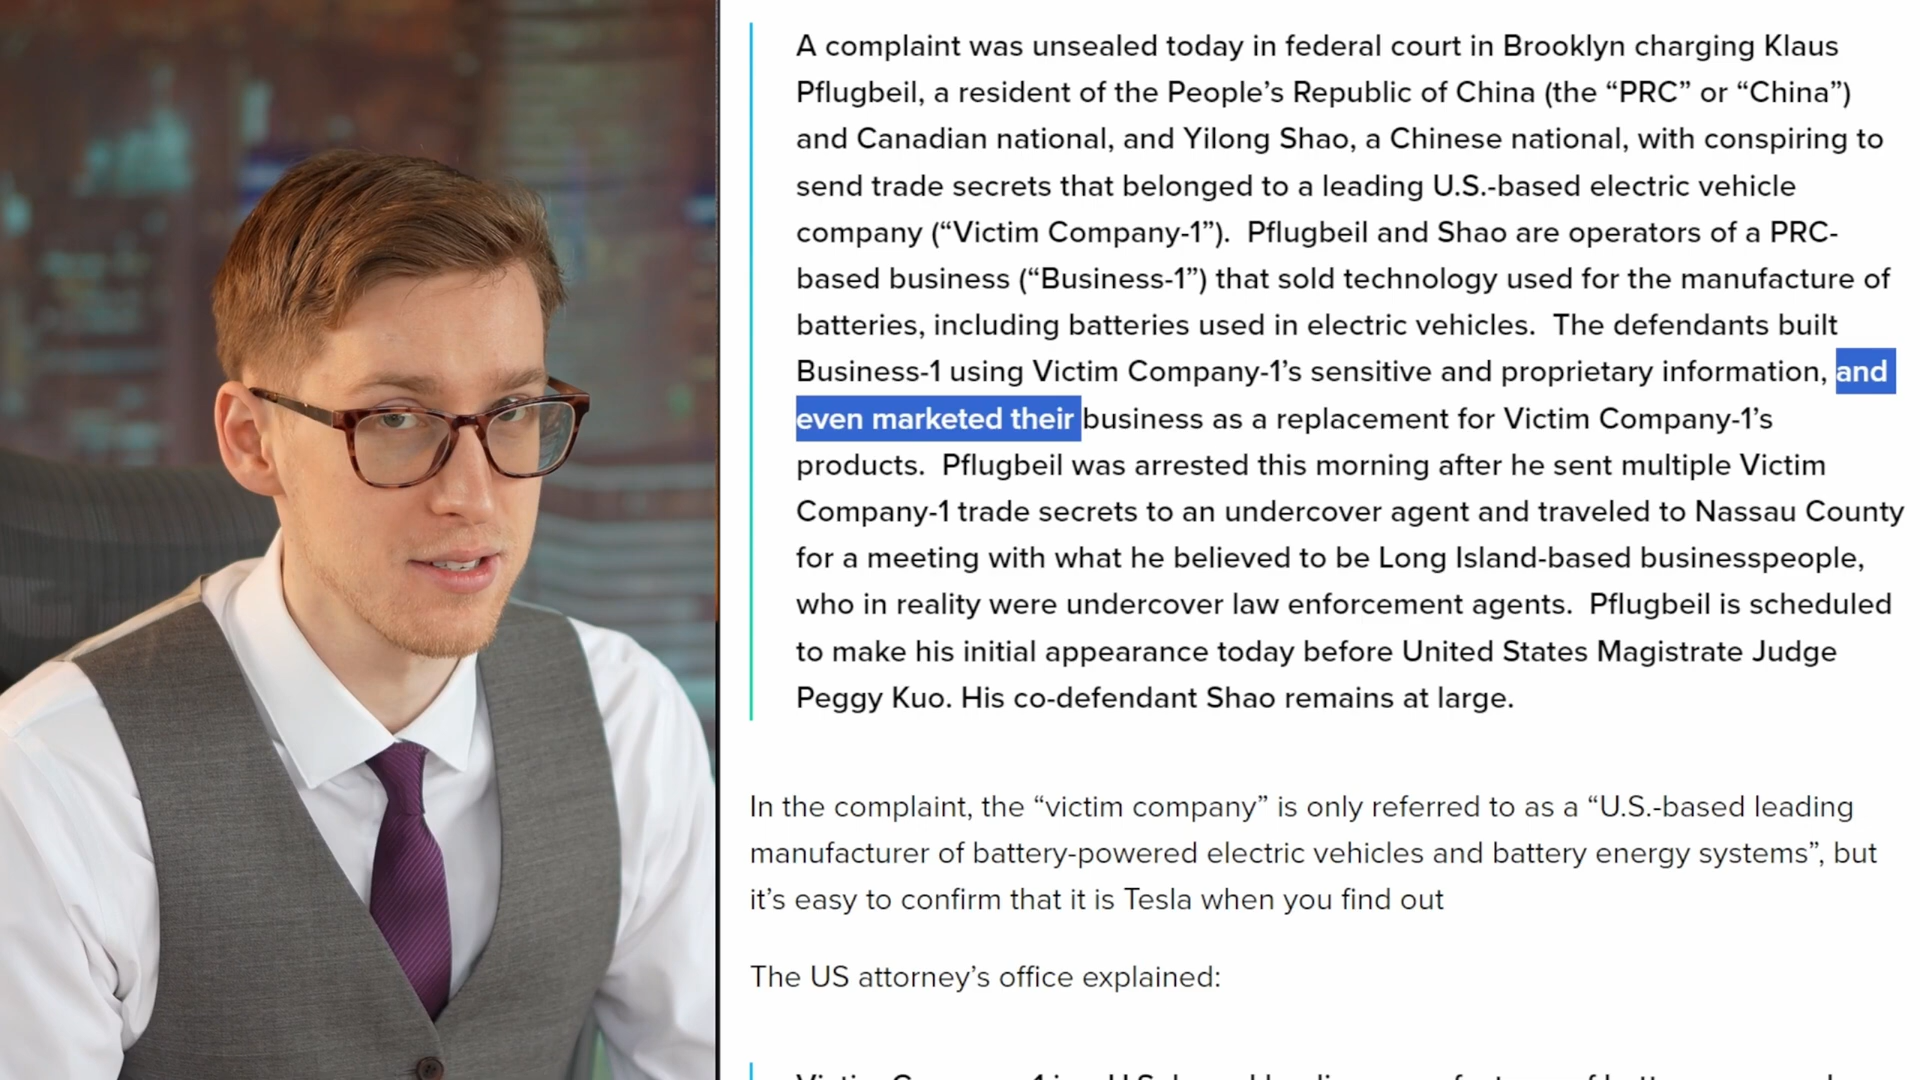 A complaint was unsealed today in federal court in Brooklyn charging Klaus
Pflugbeil, a resident of the People’s Republic of China (the “PRC” or “China”)
and Canadian national, and Yilong Shao, a Chinese national, with conspiring to
send trade secrets that belonged to a leading U.S.-based electric vehicle
company (“Victim Company-1”).  Pflugbeil and Shao are operators of a PRC-
based business (“Business-1”) that sold technology used for the manufacture of
batteries, including batteries used in electric vehicles.  The defendants built
Business-1 using Victim Company-1’s sensitive and proprietary information, and
even marketed their business as a replacement for Victim Company-1’s
products.  Pflugbeil was arrested this morning after he sent multiple Victim
Company-1 trade secrets to an undercover agent and traveled to Nassau County
for a meeting with what he believed to be Long Island-based businesspeople,
who in reality were undercover law enforcement agents.  Pflugbeil is scheduled
to make his initial appearance today before United States Magistrate Judge
Peggy Kuo. His co-defendant Shao remains at large.
In the complaint, the “victim company” is only referred to as a “U.S.-based leading
manufacturer of battery-powered electric vehicles and battery energy systems”, but
it’s easy to confirm that it is Tesla when you find out
The US attorney’s office explained: